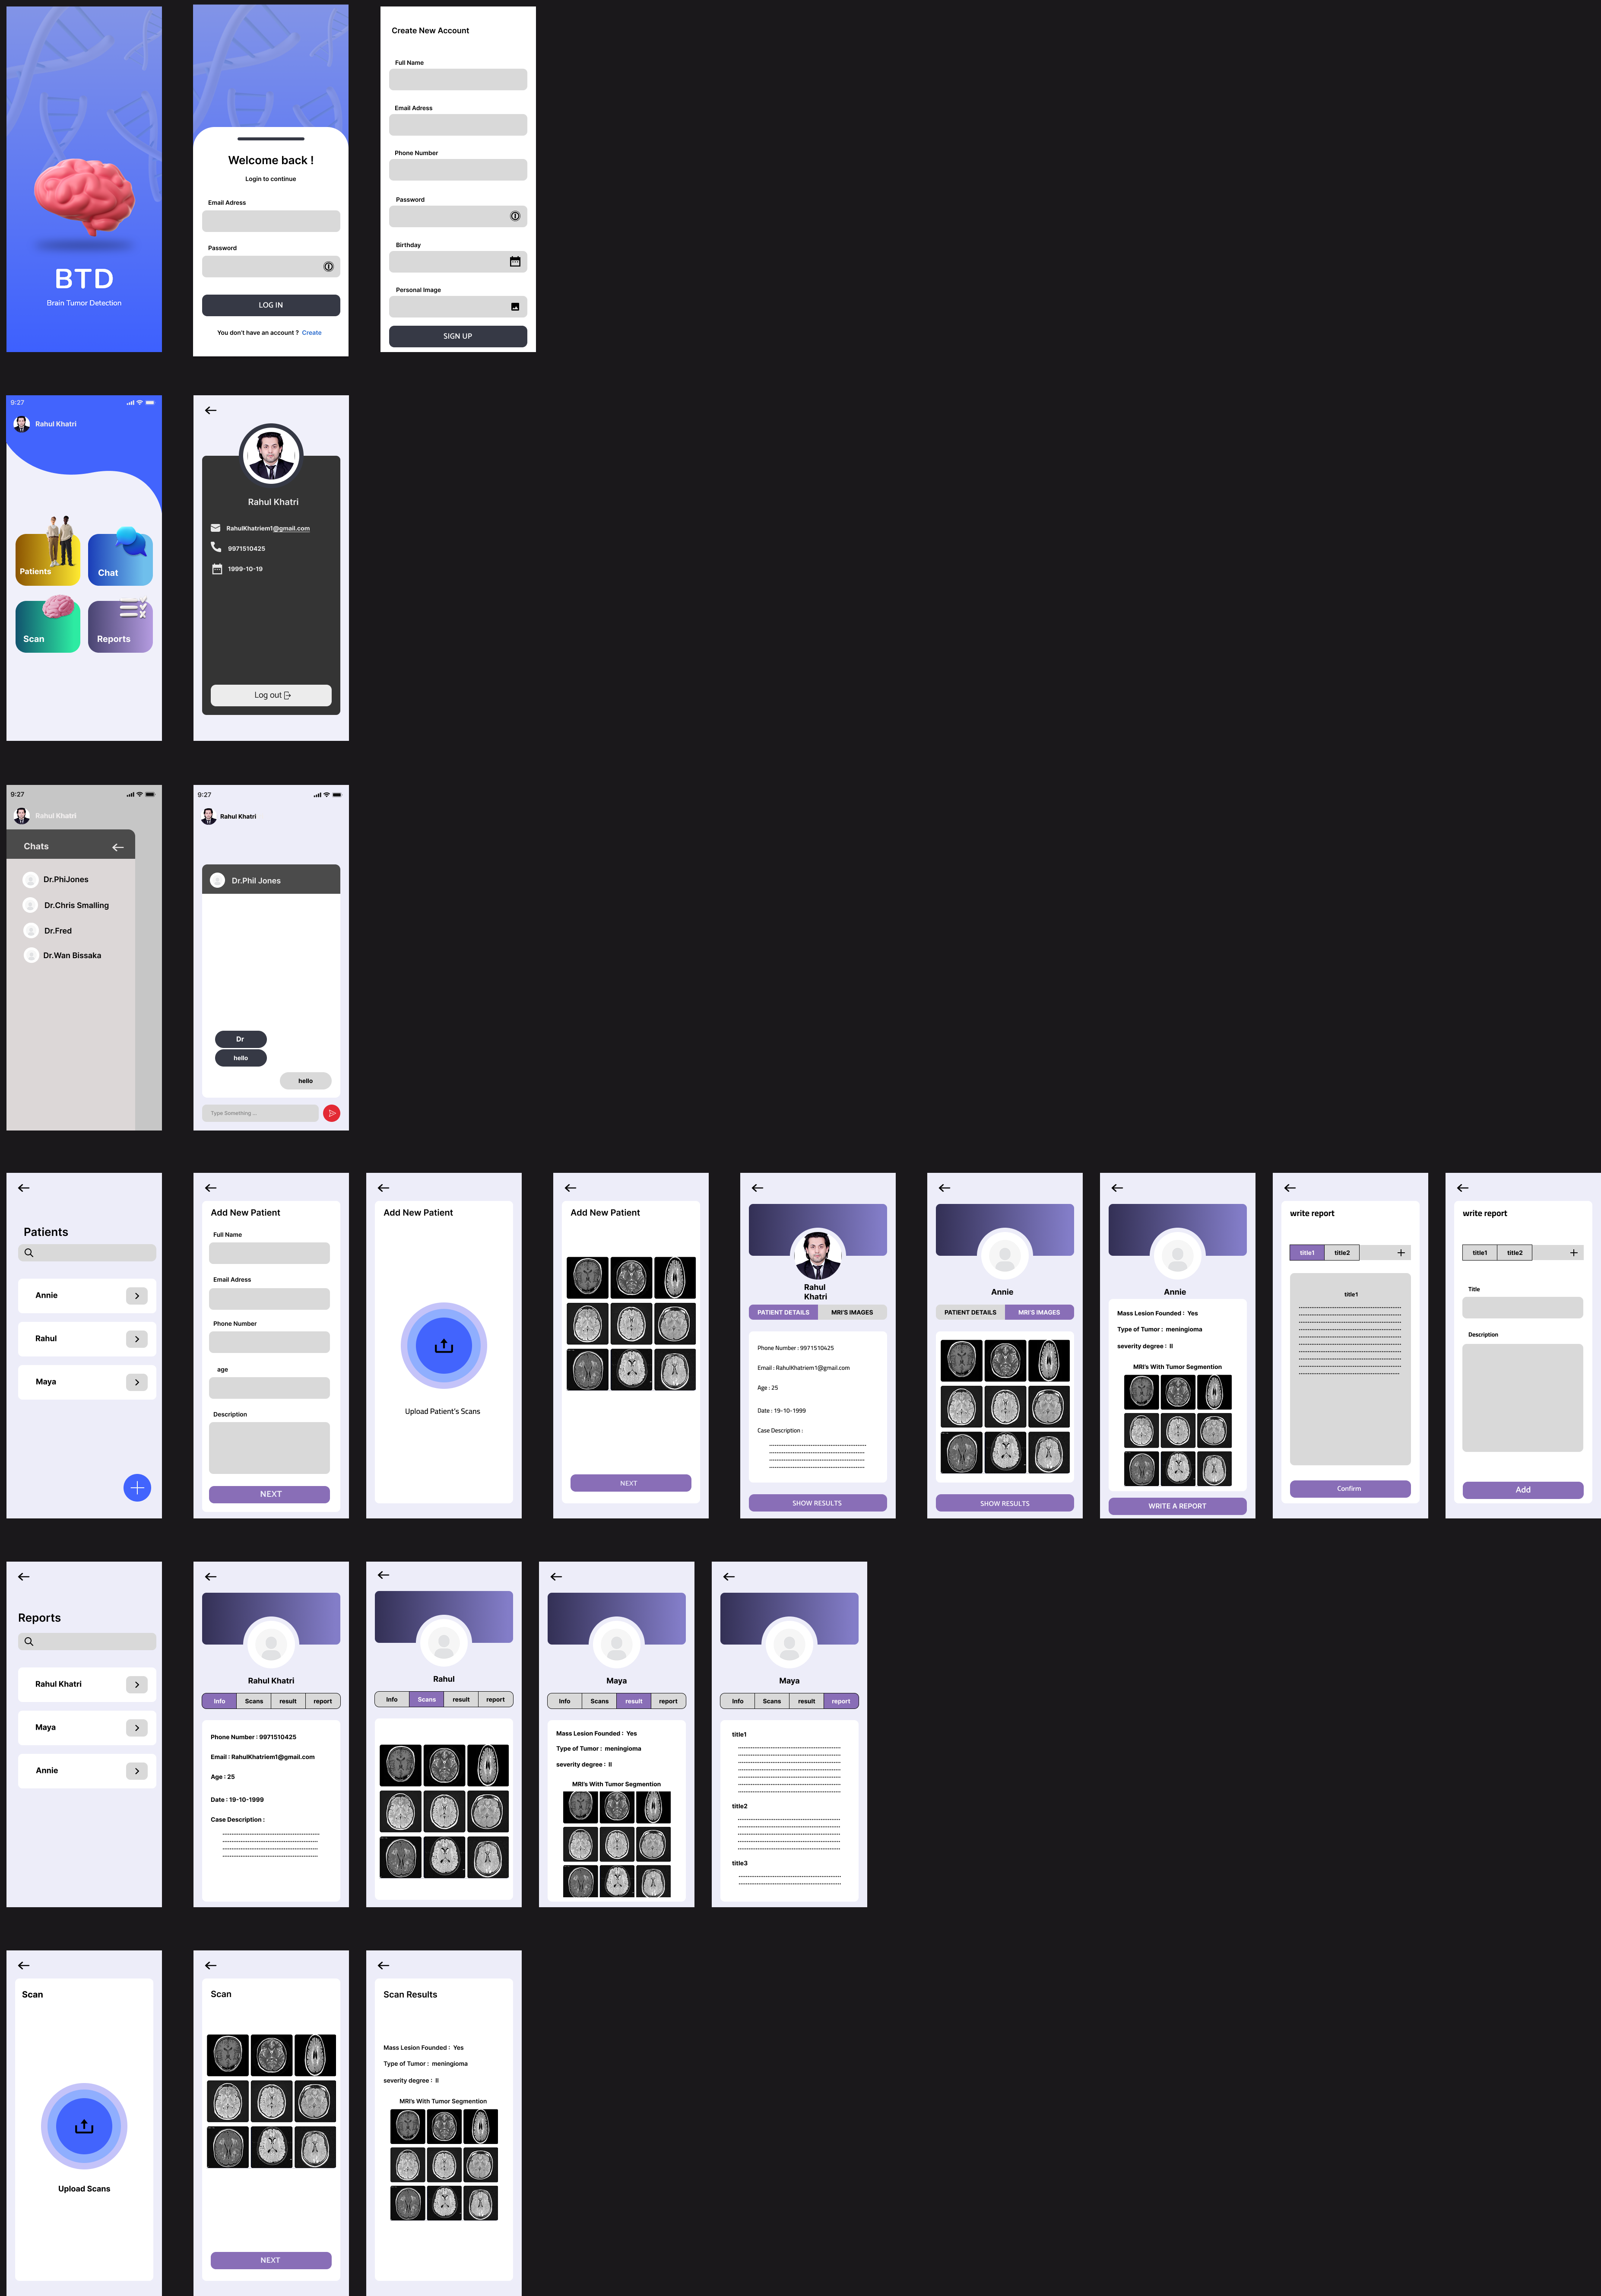 BTD
Brain Tumor Detection
Welcome back !
Login to continue
Email Adress
Password
LOG IN
You don't have an account ? Create
Create New Account
Full Name
Email Adress
Phone Number
Password
Birthday
Personal Image
SIGN UP
9:27
Rahul Khatri
Patients
Chat
Scan
Reports
Rahul Khatri
RahulKhatriem1@gmail.com
9971510425
1999-10-19
Log out
9:27
Rahul Khatri
Chats
Dr.PhiJones
Dr.Chris Smalling
Dr.Fred
Dr.Wan Bissaka
9:27
Rahul Khatri
Dr.Phil Jones
Dr
hello
hello
Type Something ...
Patients
Annie
Rahul
Maya
Add New Patient
Full Name
Email Adress
Phone Number
age
Description
NEXT
Add New Patient
Upload Patient's Scans
Add New Patient
NEXT
Rahul
Khatri
PATIENT DETAILS
MRI'S IMAGES
Phone Number : 9971510425
Email : RahulKhatriem1@gmail.com
Age : 25
Date : 19-10-1999
Case Description :
SHOW RESULTS
Annie
PATIENT DETAILS
MRI'S IMAGES
SHOW RESULTS
Annie
Mass Lesion Founded : Yes
Type of Tumor : meningioma
severity degree : II
MRI's With Tumor Segmention
WRITE A REPORT
write report
title1
title2
title1
Confirm
write report
title1
title2
Title
Description
Add
Reports
Rahul Khatri
Maya
Annie
Rahul Khatri
Info
Scans
result
report
Phone Number : 9971510425
Email : RahulKhatriem1@gmail.com
Age : 25
Date : 19-10-1999
Case Description :
Rahul
Info
Scans
result
report
Maya
Info
Scans
result
report
Mass Lesion Founded : Yes
Type of Tumor : meningioma
severity degree : II
MRI's With Tumor Segmention
Maya
Info
Scans
result
report
title1
title2
title3
Scan
Upload Scans
Scan
NEXT
Scan Results
Mass Lesion Founded : Yes
Type of Tumor : meningioma
severity degree : II
MRI's With Tumor Segmention